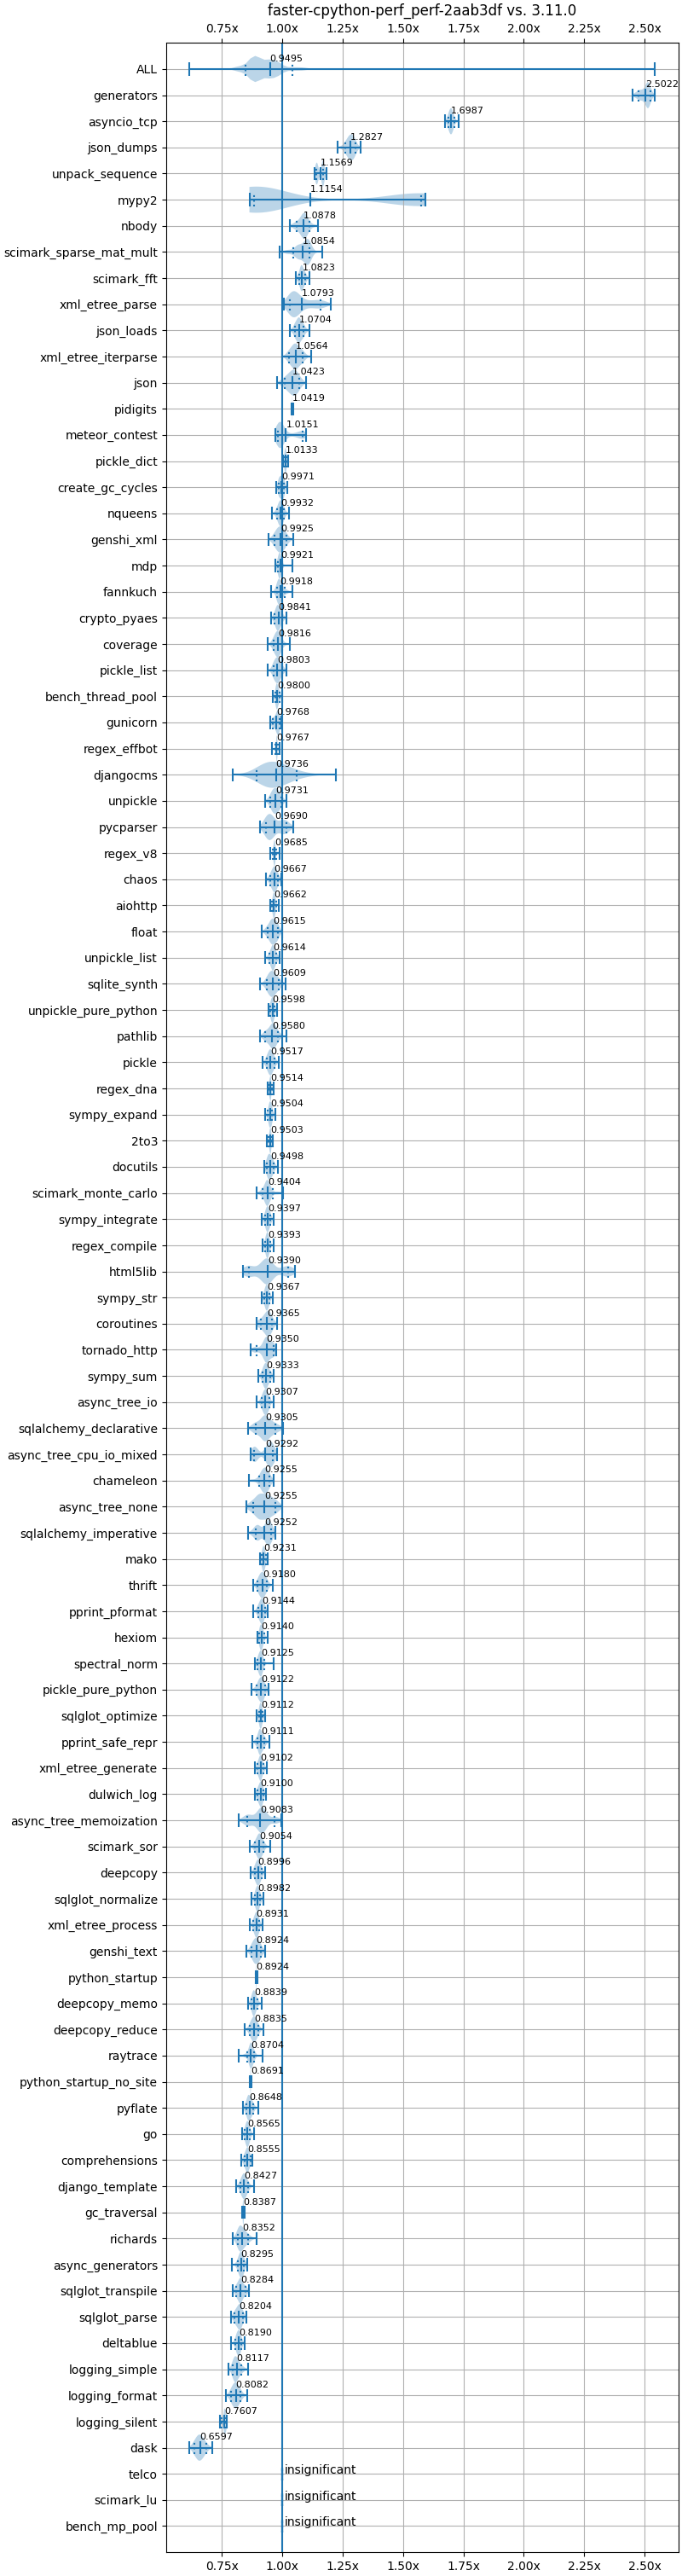 faster-cpython-perf_perf-2aab3df vs. 3.11.0
0.75x 1.00x 1.25x 1.50x 1.75x 2.00x 2.25x 2.50x
ALL 0.9495
generators 2.5022
asyncio_tcp 1.6987
json_dumps 1.2827
unpack_sequence 1.1569
mypy2 1.1154
nbody 1.0878
scimark_sparse_mat_mult 1.0854
scimark_fft 1.0823
xml_etree_parse 1.0793
json_loads 1.0704
xml_etree_iterparse 1.0564
json 1.0423
pidigits 1.0419
meteor_contest 1.0151
pickle_dict 1.0133
create_gc_cycles 0.9971
nqueens 0.9932
genshi_xml 0.9925
mdp 0.9921
fannkuch 0.9918
crypto_pyaes 0.9841
coverage 0.9816
pickle_list 0.9803
bench_thread_pool 0.9800
gunicorn 0.9768
regex_effbot 0.9767
djangocms 0.9736
unpickle 0.9731
pycparser 0.9690
regex_v8 0.9685
chaos 0.9667
aiohttp 0.9662
float 0.9615
unpickle_list 0.9614
sqlite_synth 0.9609
unpickle_pure_python 0.9598
pathlib 0.9580
pickle 0.9517
regex_dna 0.9514
sympy_expand 0.9504
2to3 0.9503
docutils 0.9498
scimark_monte_carlo 0.9404
sympy_integrate 0.9397
regex_compile 0.9393
html5lib 0.9390
sympy_str 0.9367
coroutines 0.9365
tornado_http 0.9350
sympy_sum 0.9333
async_tree_io 0.9307
sqlalchemy_declarative 0.9305
async_tree_cpu_io_mixed 0.9292
chameleon 0.9255
async_tree_none 0.9255
sqlalchemy_imperative 0.9252
mako 0.9231
thrift 0.9180
pprint_pformat 0.9144
hexiom 0.9140
spectral_norm 0.9125
pickle_pure_python 0.9122
sqlglot_optimize 0.9112
pprint_safe_repr 0.9111
xml_etree_generate 0.9102
dulwich_log 0.9100
async_tree_memoization 0.9083
scimark_sor 0.9054
deepcopy 0.8996
sqlglot_normalize 0.8982
xml_etree_process 0.8931
genshi_text 0.8924
python_startup 0.8924
deepcopy_memo 0.8839
deepcopy_reduce 0.8835
raytrace 0.8704
python_startup_no_site 0.8691
pyflate 0.8648
go 0.8565
comprehensions 0.8555
django_template 0.8427
gc_traversal 0.8387
richards 0.8352
async_generators 0.8295
sqlglot_transpile 0.8284
sqlglot_parse 0.8204
deltablue 0.8190
logging_simple 0.8117
logging_format 0.8082
logging_silent 0.7607
dask 0.6597
telco insignificant
scimark_lu insignificant
bench_mp_pool insignificant
0.75x 1.00x 1.25x 1.50x 1.75x 2.00x 2.25x 2.50x